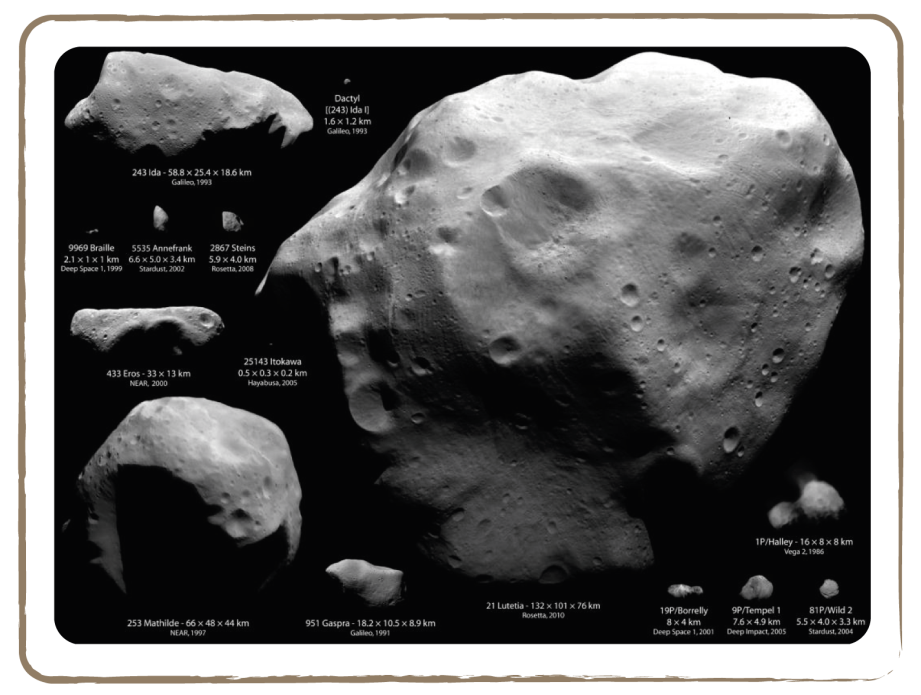 Dactyl
[(243) Ida I]
1.6 × 1.2 km
Galileo, 1993
243 Ida - 58.8 × 25.4 × 18.6 km
Galileo, 1993
9969 Braille
2.1 × 1 × 1 km
Deep Space 1, 1999
5535 Annefrank
6.6 × 5.0 × 3.4 km
Stardust, 2002
2867 Steins
5.9 × 4.0 km
Rosetta, 2008
433 Eros - 33 × 13 km
NEAR, 2000
25143 Itokawa
0.5 × 0.3 × 0.2 km
Hayabusa, 2005
253 Mathilde - 66 × 48 × 44 km
NEAR, 1997
951 Gaspra - 18.2 × 10.5 × 8.9 km
Galileo, 1991
21 Lutetia - 132 × 101 × 76 km
Rosetta, 2010
1P/Halley - 16 × 8 × 8 km
Vega 2, 1986
19P/Borrelly
8 × 4 km
Deep Space 1, 2001
9P/Tempel 1
7.6 × 4.9 km
Deep Impact, 2005
81P/Wild 2
5.5 × 4.0 × 3.3 km
Stardust, 2004